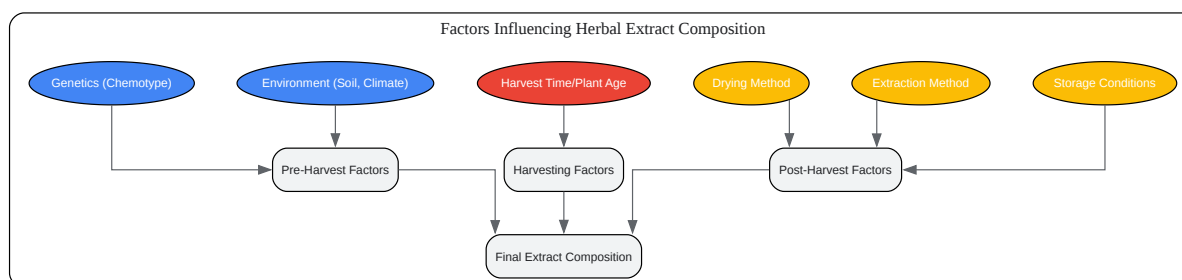 Factors Influencing Herbal Extract Composition
Genetics (Chemotype)
Environment (Soil, Climate)
Harvest Time/Plant Age
Drying Method
Extraction Method
Storage Conditions
Pre-Harvest Factors
Harvesting Factors
Post-Harvest Factors
Final Extract Composition